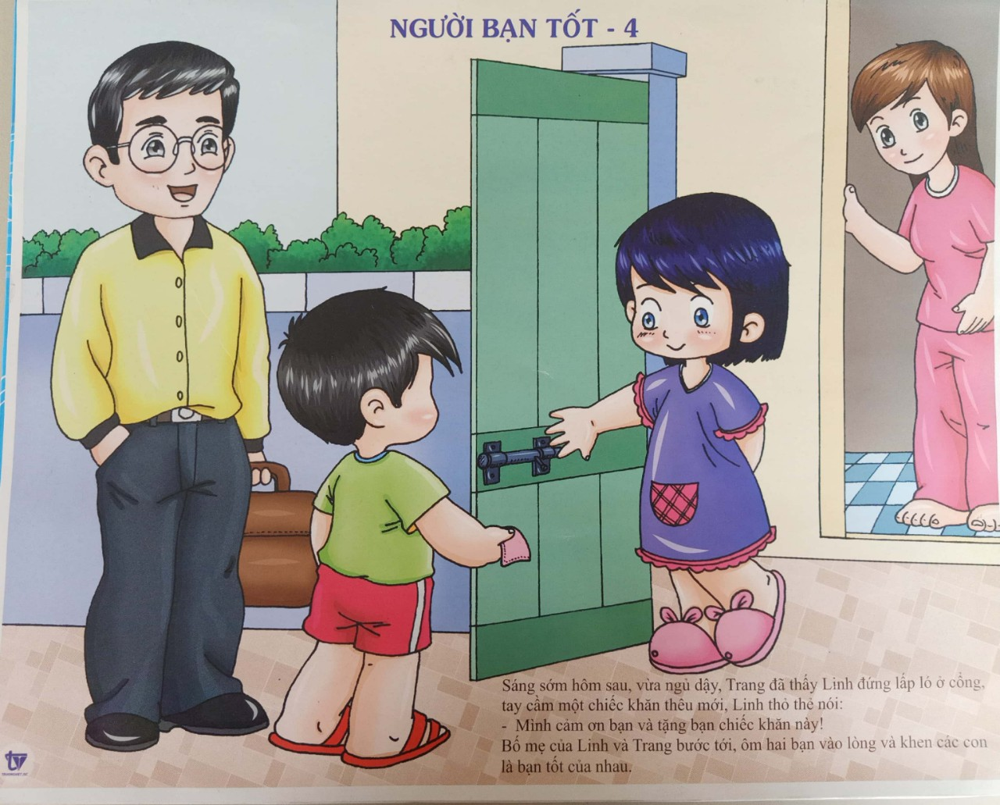 NGƯỜI BẠN TỐT - 4
Sáng sớm hôm sau, vừa ngủ dậy, Trang đã thấy Linh đứng lấp ló ở cổng,
tay cầm một chiếc khăn thêu mới, Linh thỏ thẻ nói:
- Mình cảm ơn bạn và tặng bạn chiếc khăn này!
Bố mẹ của Linh và Trang bước tới, ôm hai bạn vào lòng và khen các con
là bạn tốt của nhau.
tv